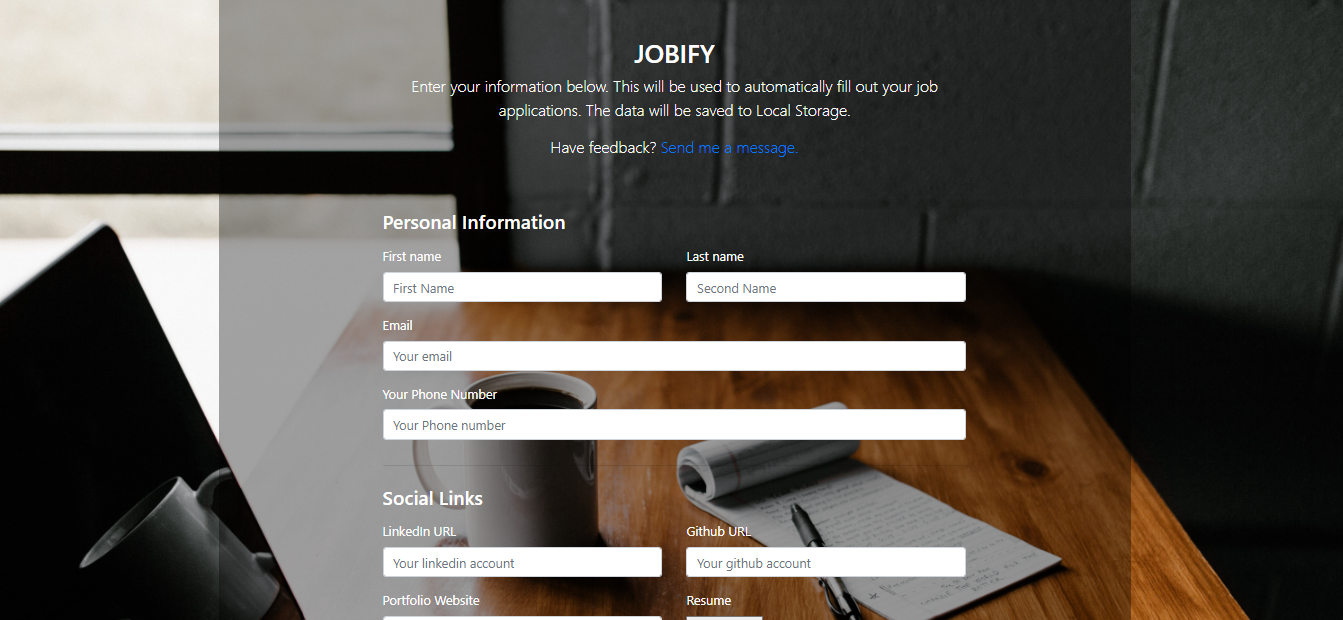 JOBIFY
Enter your information below. This will be used to automatically fill out your job
applications. The data will be saved to Local Storage.
Have feedback? Send me a message.
Personal Information
First name
Last name
First Name
Second Name
Email
Your email
Your Phone Number
Your Phone number
Social Links
LinkedIn URL
Github URL
Your linkedin account
Your github account
Portfolio Website
Resume